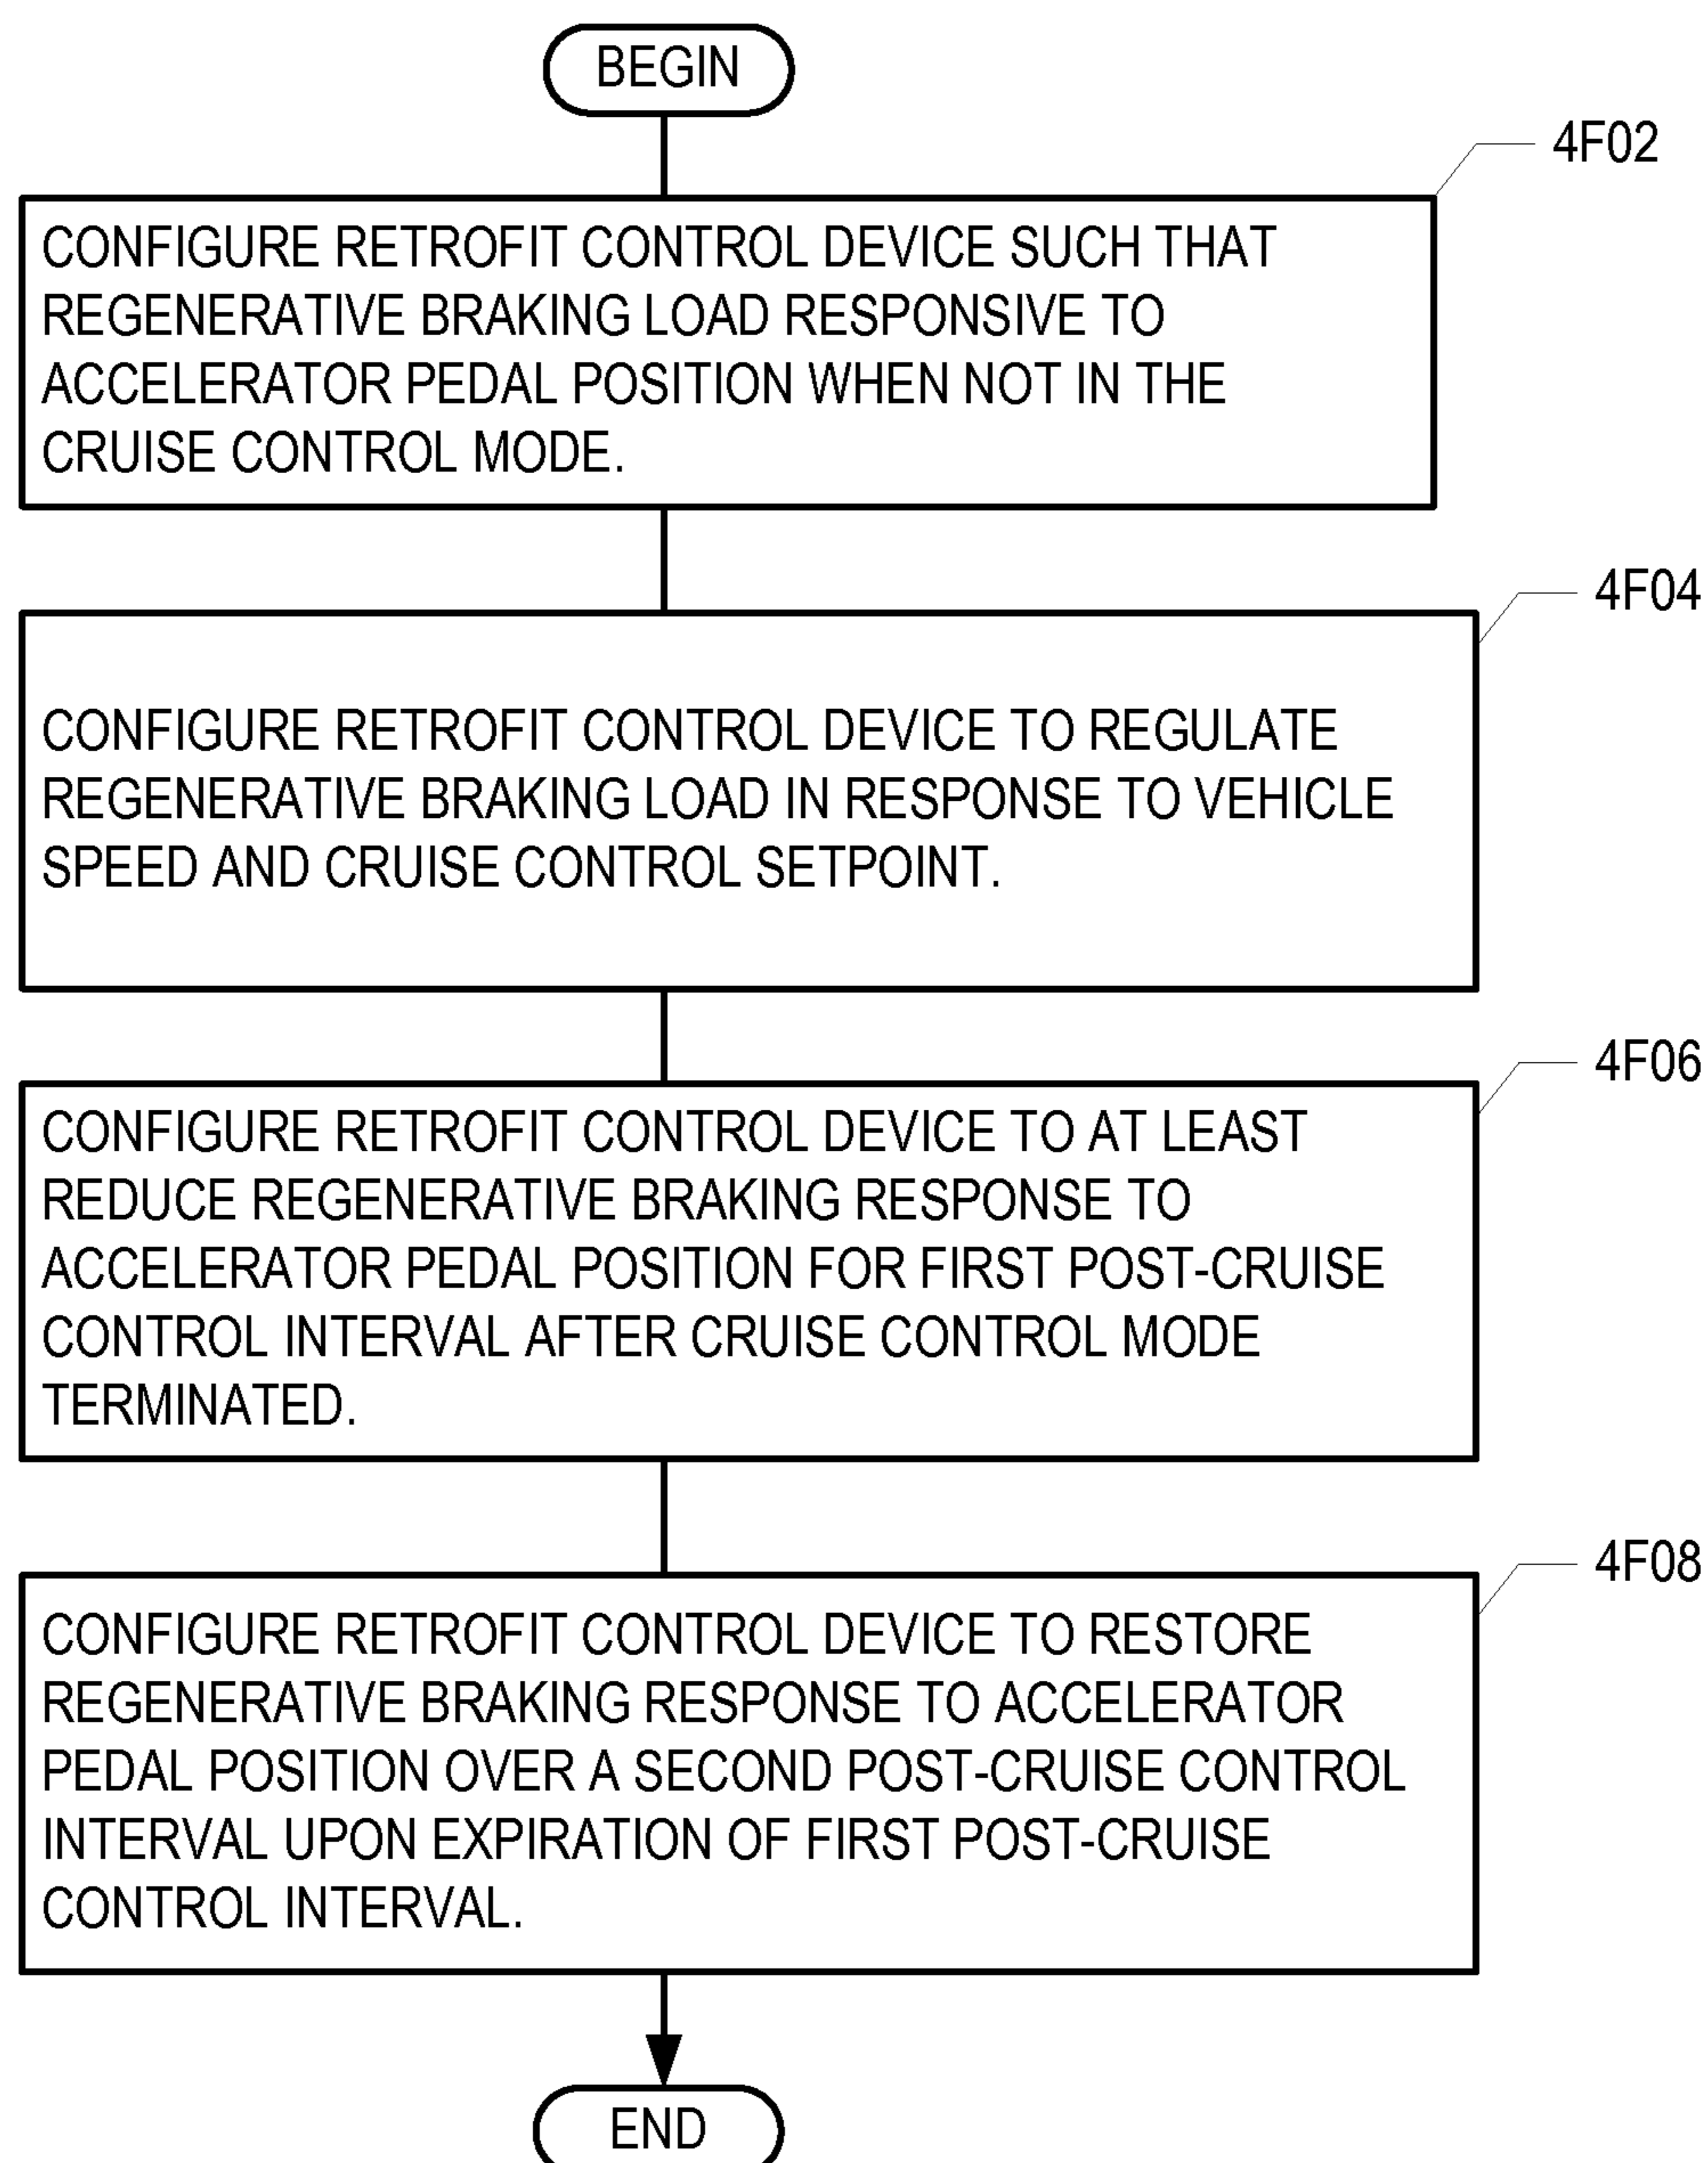 BEGIN
4F02
CONFIGURE RETROFIT CONTROL DEVICE SUCH THAT
REGENERATIVE BRAKING LOAD RESPONSIVE TO
ACCELERATOR PEDAL POSITION WHEN NOT IN THE
CRUISE CONTROL MODE.
4F04
CONFIGURE RETROFIT CONTROL DEVICE TO REGULATE
REGENERATIVE BRAKING LOAD IN RESPONSE TO VEHICLE
SPEED AND CRUISE CONTROL SETPOINT.
4F06
CONFIGURE RETROFIT CONTROL DEVICE TO AT LEAST
REDUCE REGENERATIVE BRAKING RESPONSE TO
ACCELERATOR PEDAL POSITION FOR FIRST POST-CRUISE
CONTROL INTERVAL AFTER CRUISE CONTROL MODE
TERMINATED.
4F08
CONFIGURE RETROFIT CONTROL DEVICE TO RESTORE
REGENERATIVE BRAKING RESPONSE TO ACCELERATOR
PEDAL POSITION OVER A SECOND POST-CRUISE CONTROL
INTERVAL UPON EXPIRATION OF FIRST POST-CRUISE
CONTROL INTERVAL.
END